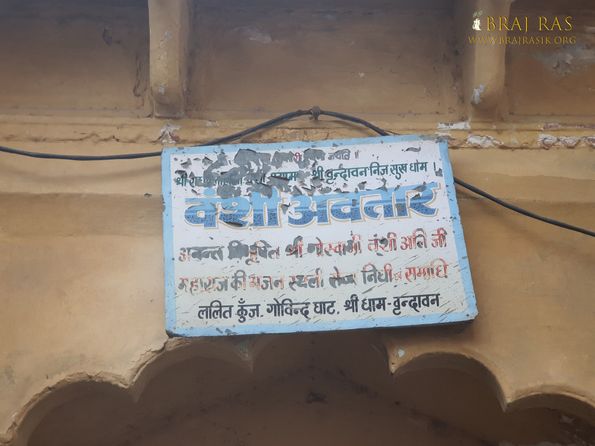 BRAJ RAS
WWW.BRAJRASIK.ORG
श्री वृन्दावन निज सुख धाम
वंशी अवतार
अनन्त श्री गोस्वामी वंशी अलि जी
महाराज की भजन स्थली निधी समाधि
ललित कुँज, गोविन्द घाट, श्री धाम-वृन्दावन